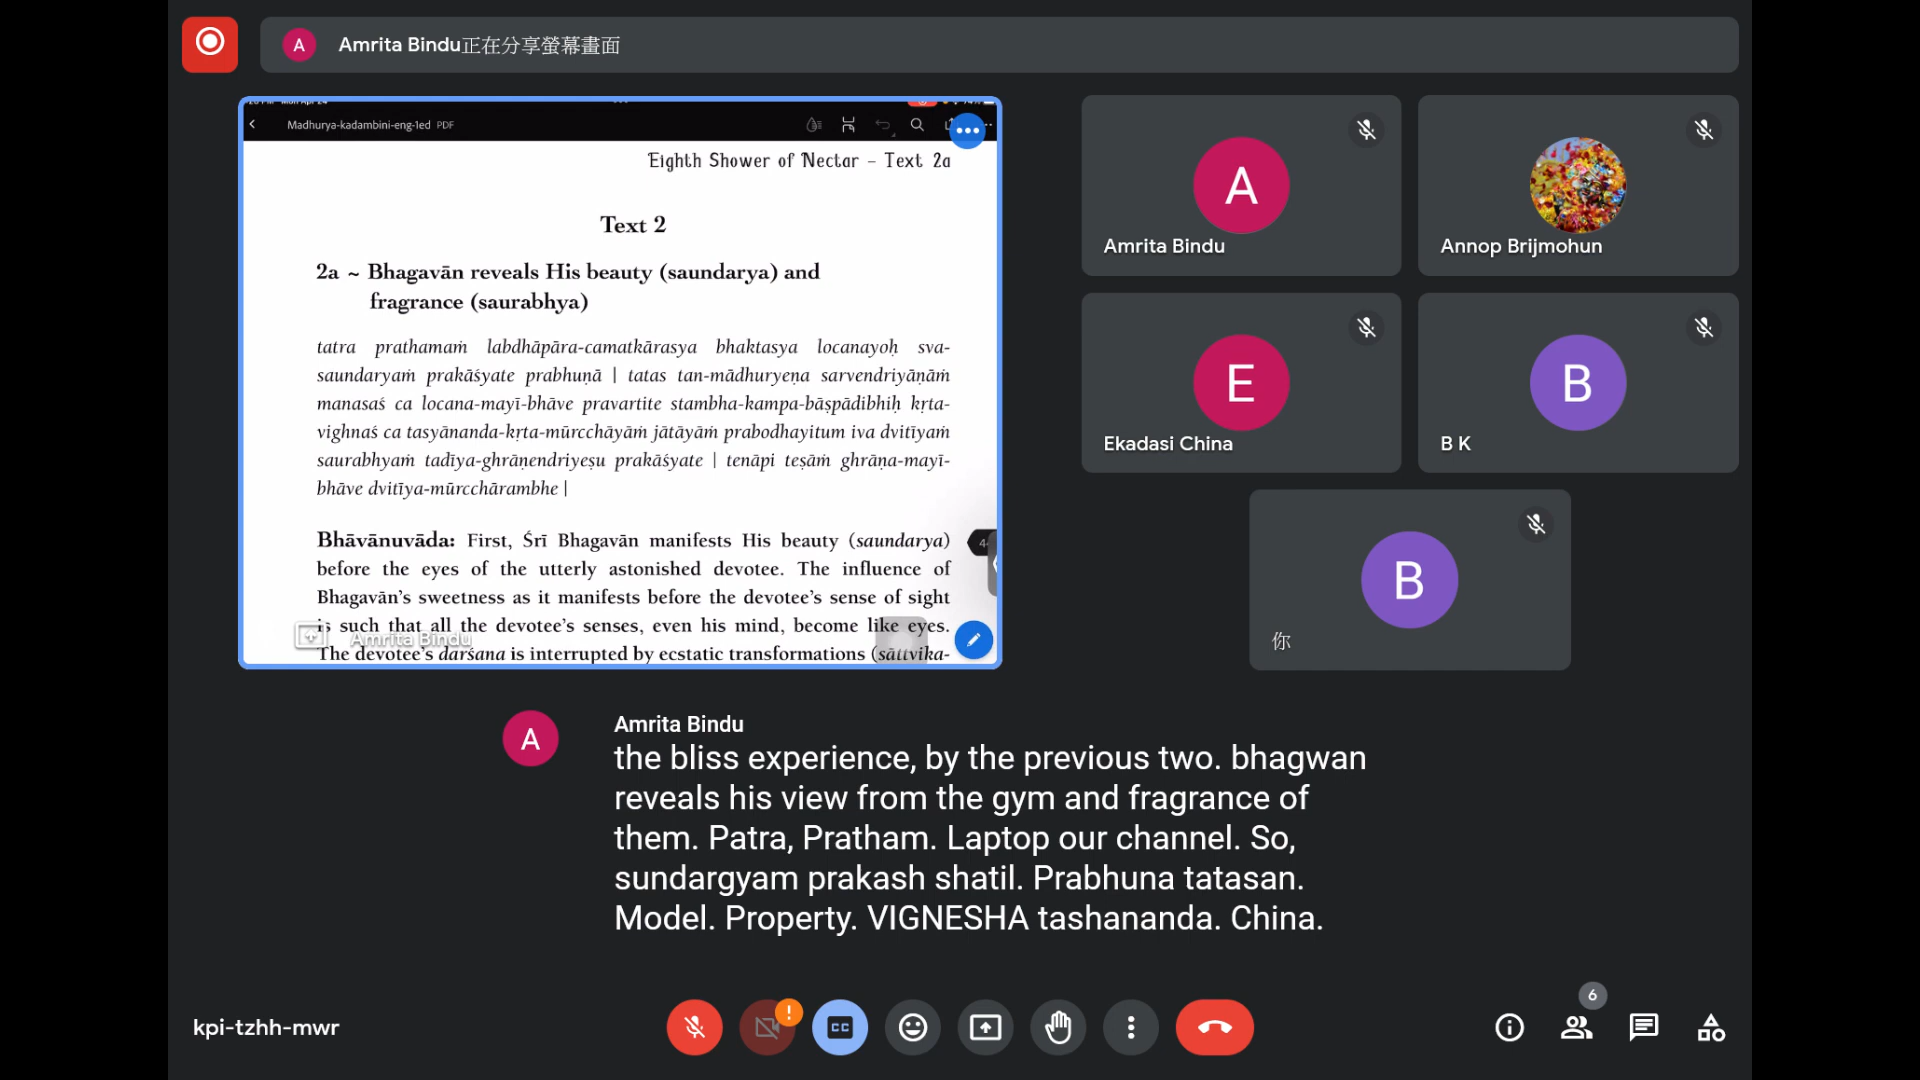 A Amrita Bindu正在分享螢幕畫面
Madhurya-kadambini-eng-1ed PDF
Eighth Shower of Nectar – Text 2a
Text 2
2a ~ Bhagavān reveals His beauty (saundarya) and
fragrance (saurabhya)
tatra prathamaṁ labdhāpāra-camatkārasya bhaktasya locanayoḥ sva-
saundaryaṁ prakāśyate prabhuṇā | tatas tan-mādhuryeṇa sarvendriyāṇāṁ
manasaś ca locana-mayī-bhāve pravartite stambha-kampa-bāṣpādibhiḥ kṛta-
vighnaś ca tasyānanda-kṛta-mūrcchāyāṁ jātāyāṁ prabodhayitum iva dvitīyaṁ
saurabhyaṁ tadīya-ghrāṇendriyeṣu prakāśyate | tenāpi teṣāṁ ghrāṇa-mayī-
bhāve dvitīya-mūrcchārambhe |
Bhāvānuvāda: First, Śrī Bhagavān manifests His beauty (saundarya)
before the eyes of the utterly astonished devotee. The influence of
Bhagavān's sweetness as it manifests before the devotee's sense of sight
is such that all the devotee's senses, even his mind, become like eyes.
Amrita Bindu
The devotee's darśana is interrupted by ecstatic transformations (sāttvika-
A
Amrita Bindu
Annop Brijmohun
E
Ekadasi China
B
B K
B
你
A
Amrita Bindu
the bliss experience, by the previous two. bhagwan
reveals his view from the gym and fragrance of
them. Patra, Pratham. Laptop our channel. So,
sundargyam prakash shatil. Prabhuna tatasan.
Model. Property. VIGNESHA tashananda. China.
kpi-tzhh-mwr
!
CC
6